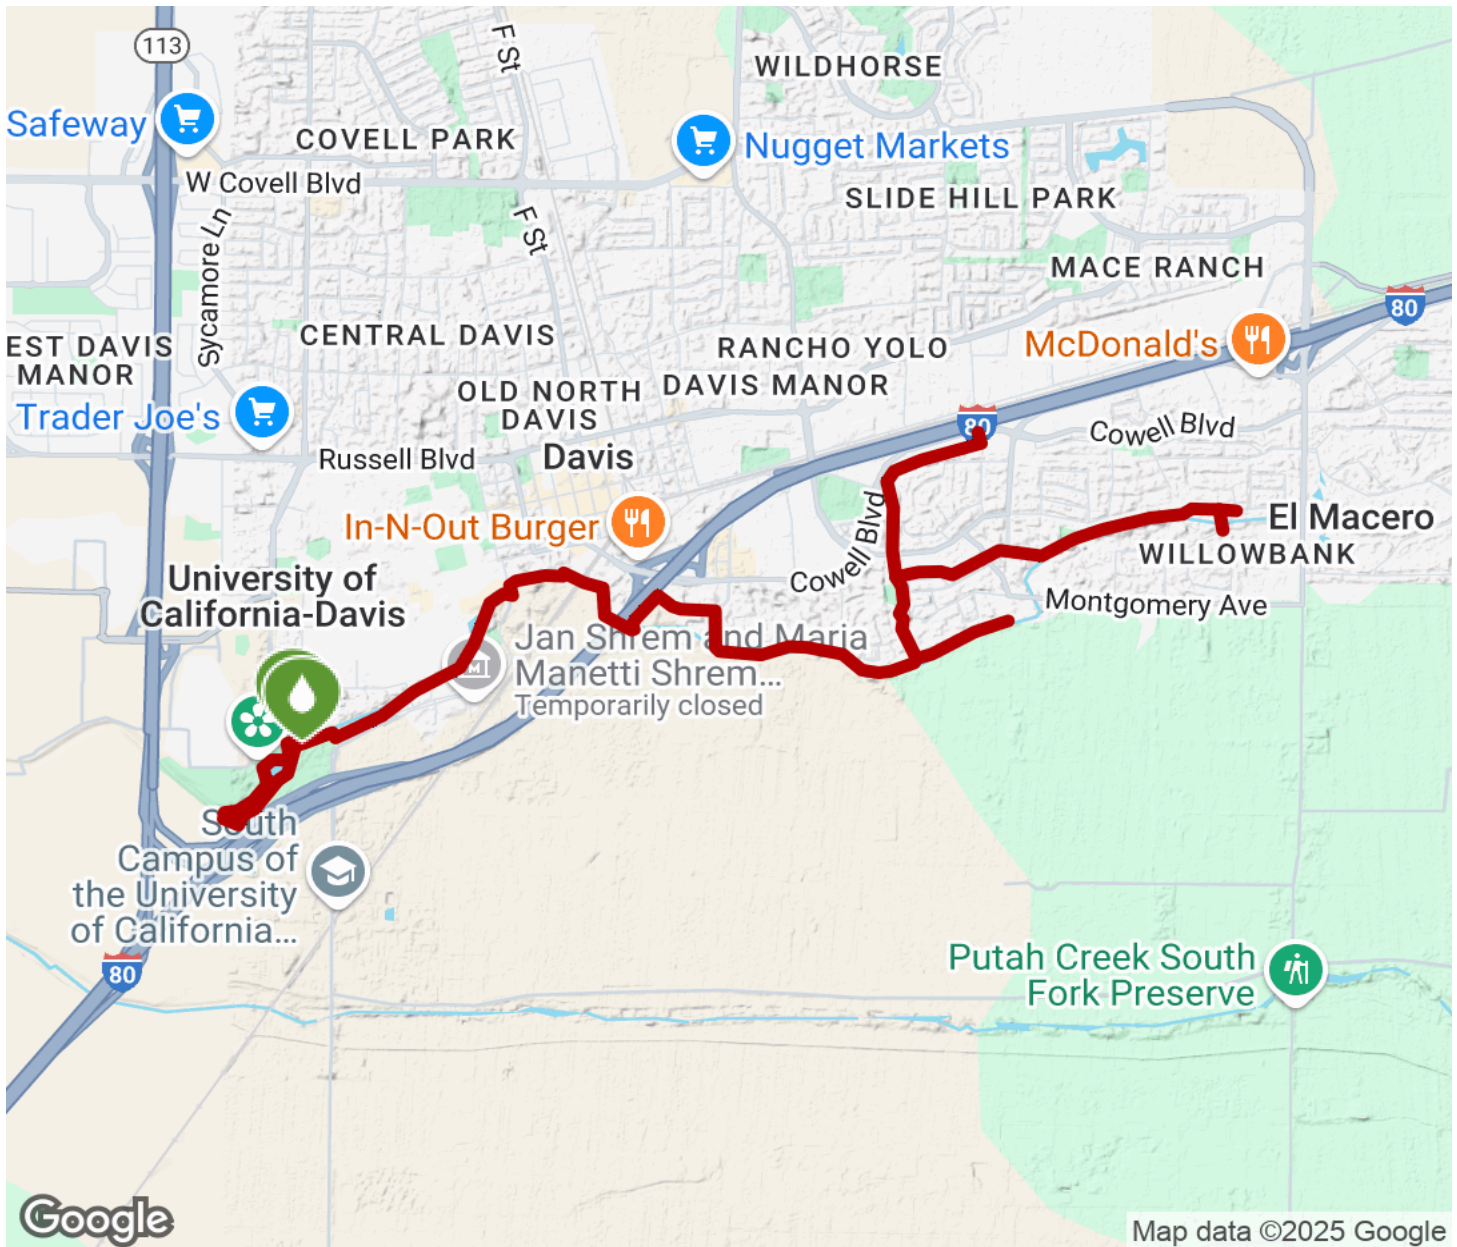 113
F St
WILDHORSE
Safeway
COVELL PARK
Nugget Markets
W Covell Blvd
SLIDE HILL PARK
Sycamore Ln
F St
MACE RANCH
80
EST DAVIS
MANOR
CENTRAL DAVIS
RANCHO YOLO
McDonald's
DAVIS MANOR
OLD NORTH
DAVIS
Trader Joe's
80
Cowell Blvd
Russell Blvd
Davis
In-N-Out Burger
Cowell Blvd
El Macero
WILLOWBANK
University of
California-Davis
Montgomery Ave
Jan Shrem and Maria
Manetti Shrem...
Temporarily closed
South
Campus of
the University
of California...
80
Putah Creek South
Fork Preserve
Google
Map data ©2025 Google